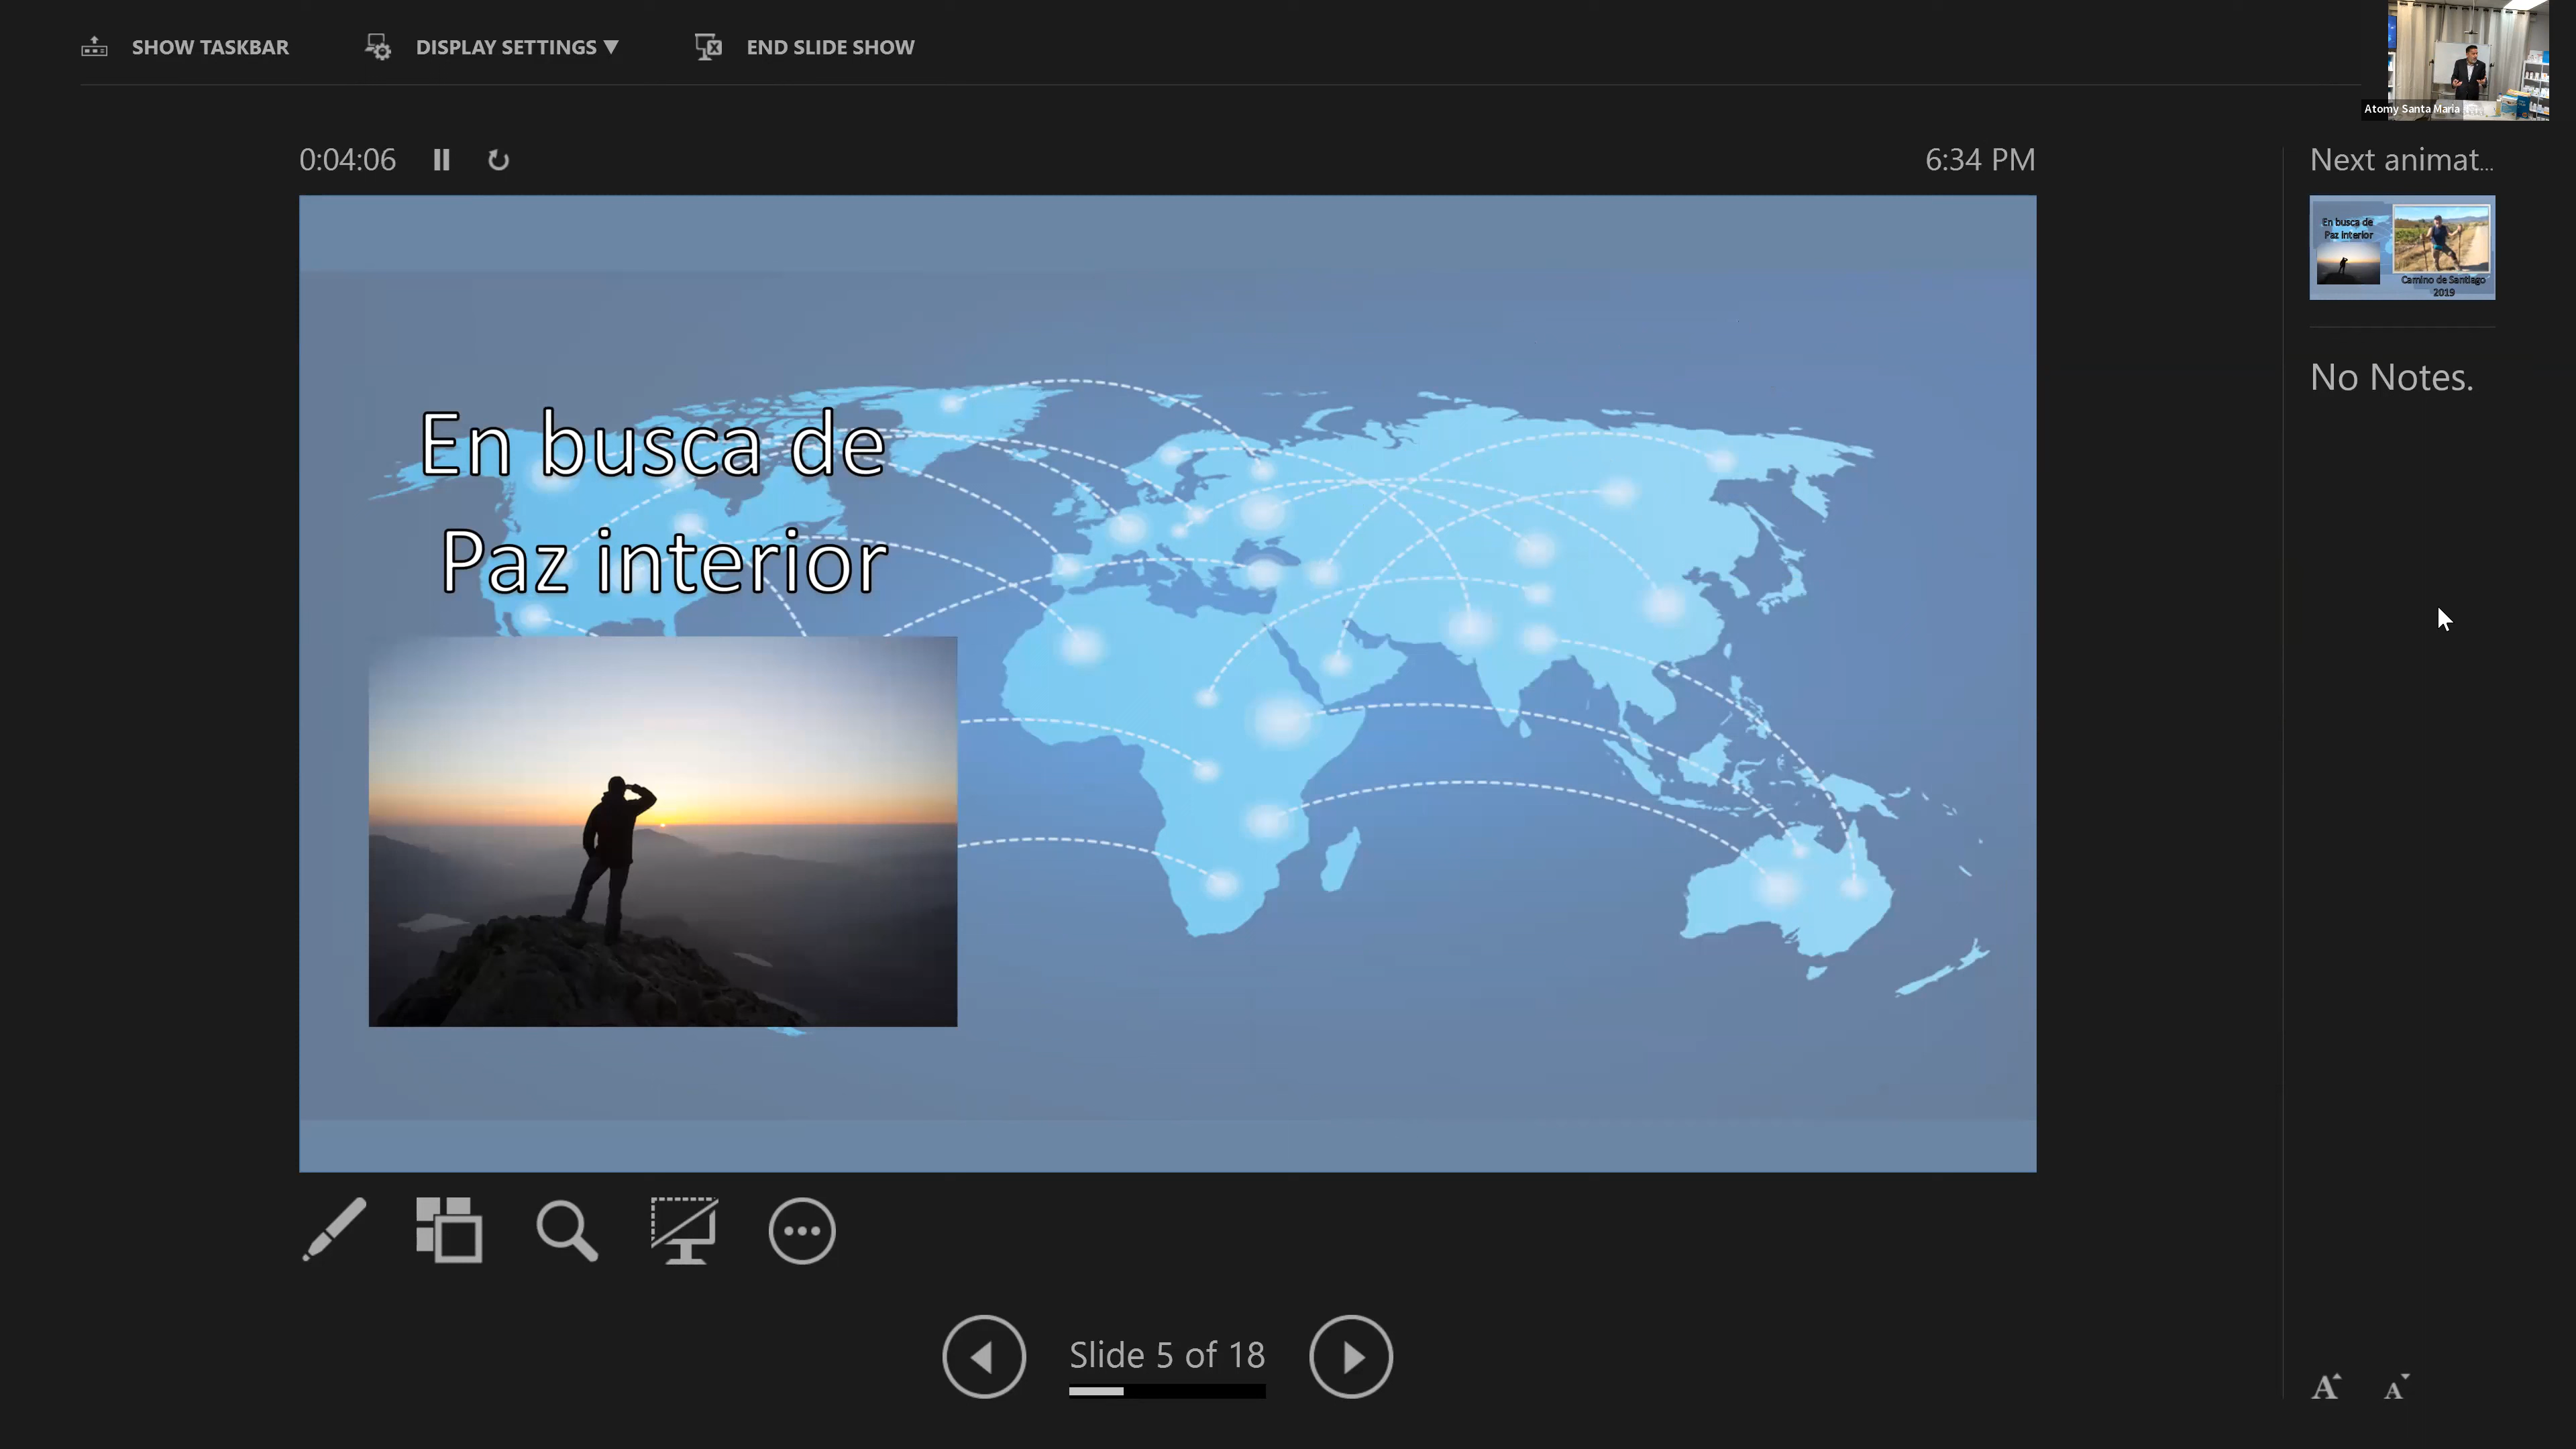 SHOW TASKBAR
DISPLAY SETTINGS ▼
END SLIDE SHOW
Atomy Santa Maria
0:04:06
6:34 PM
Next animat...
En busca de
Paz interior
En busca de
Paz interior
Camino de Santiago
2019
No Notes.
Slide 5 of 18
A
A